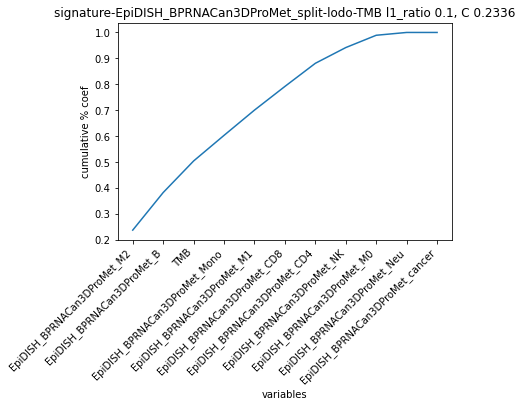 signature-EpiDISH_BPRNACan3DProMet_split-lodo-TMB l1_ratio 0.1, C 0.2336
1.0
0.9
0.8
0.7
0.6
0.5
0.4
0.3
0.2
cumulative % coef
EpiDISH_BPRNACan3DProMet_M2
EpiDISH_BPRNACan3DProMet_B
TMB
EpiDISH_BPRNACan3DProMet_Mono
EpiDISH_BPRNACan3DProMet_M1
EpiDISH_BPRNACan3DProMet_CD8
EpiDISH_BPRNACan3DProMet_CD4
EpiDISH_BPRNACan3DProMet_NK
EpiDISH_BPRNACan3DProMet_M0
EpiDISH_BPRNACan3DProMet_Neu
EpiDISH_BPRNACan3DProMet_cancer
variables